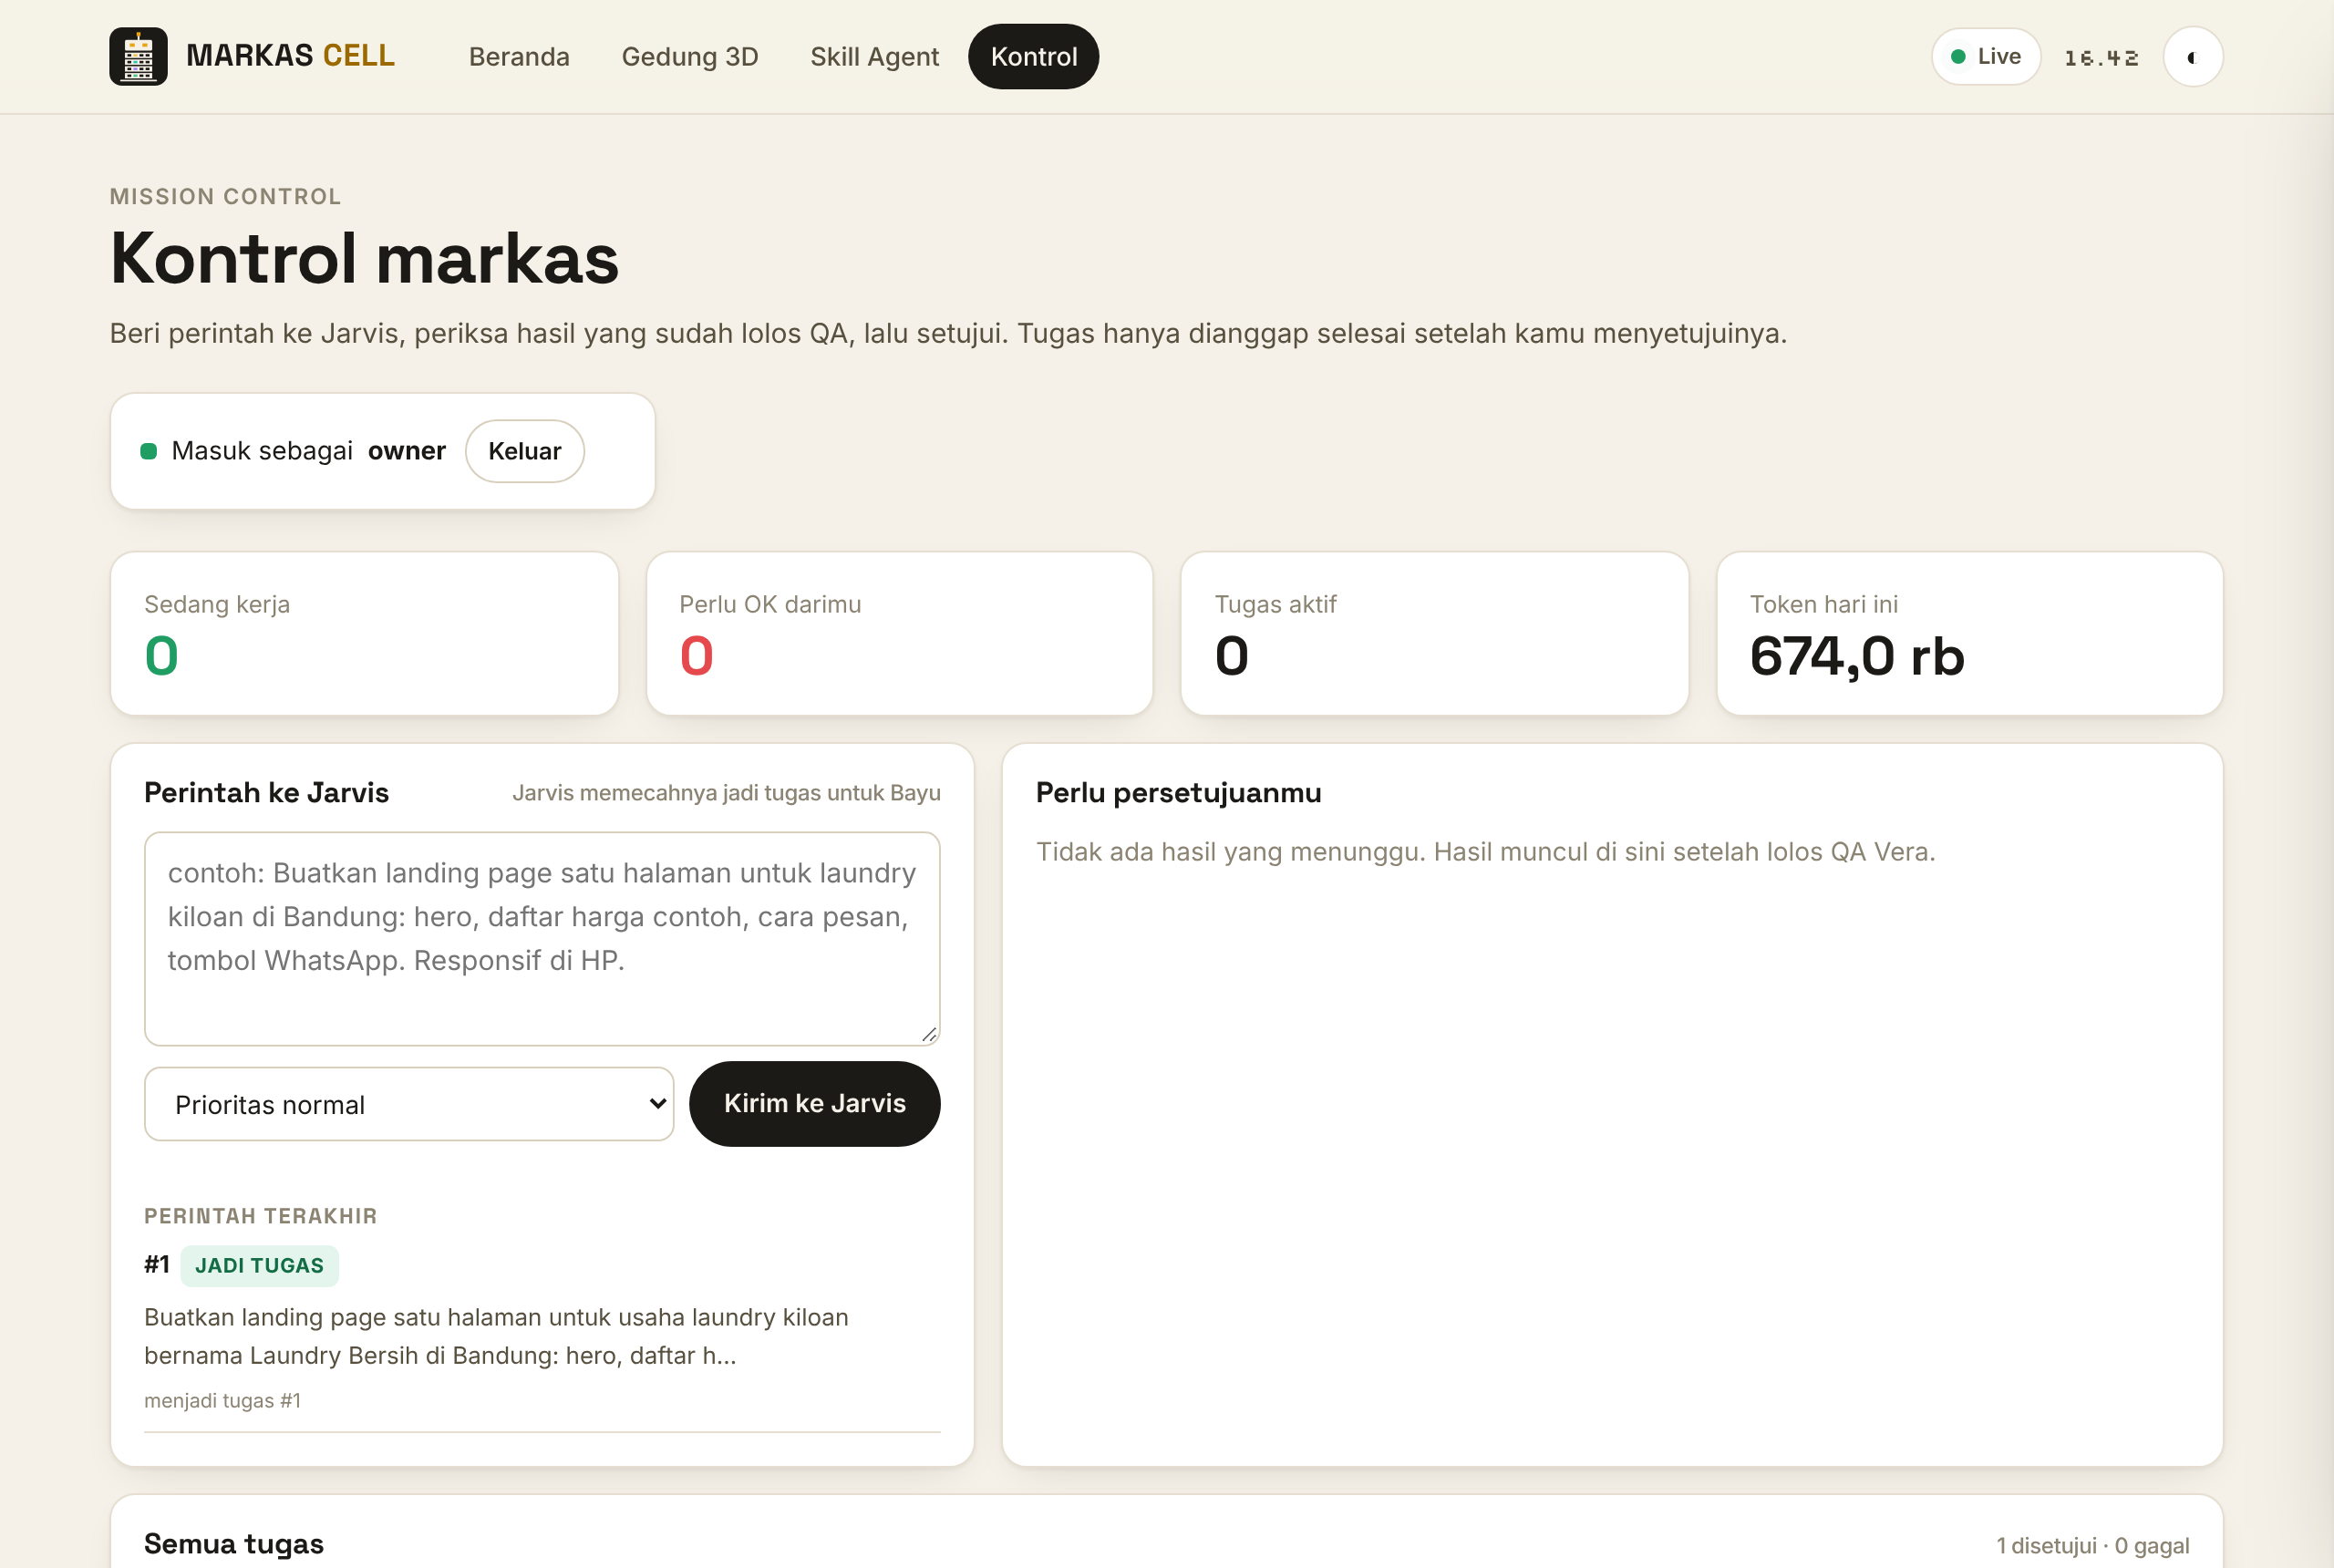 MARKAS CELL
Beranda
Gedung 3D
Skill Agent
Kontrol
Live
16.42
MISSION CONTROL
Kontrol markas
Beri perintah ke Jarvis, periksa hasil yang sudah lolos QA, lalu setujui. Tugas hanya dianggap selesai setelah kamu menyetujuinya.
Masuk sebagai owner
Keluar
Sedang kerja
0
Perlu OK darimu
0
Tugas aktif
0
Token hari ini
674,0 rb
Perintah ke Jarvis
Jarvis memecahnya jadi tugas untuk Bayu
contoh: Buatkan landing page satu halaman untuk laundry
kiloan di Bandung: hero, daftar harga contoh, cara pesan,
tombol WhatsApp. Responsif di HP.
Prioritas normal
Kirim ke Jarvis
PERINTAH TERAKHIR
#1 JADI TUGAS
Buatkan landing page satu halaman untuk usaha laundry kiloan
bernama Laundry Bersih di Bandung: hero, daftar h...
menjadi tugas #1
Perlu persetujuanmu
Tidak ada hasil yang menunggu. Hasil muncul di sini setelah lolos QA Vera.
Semua tugas
1 disetujui · 0 gagal